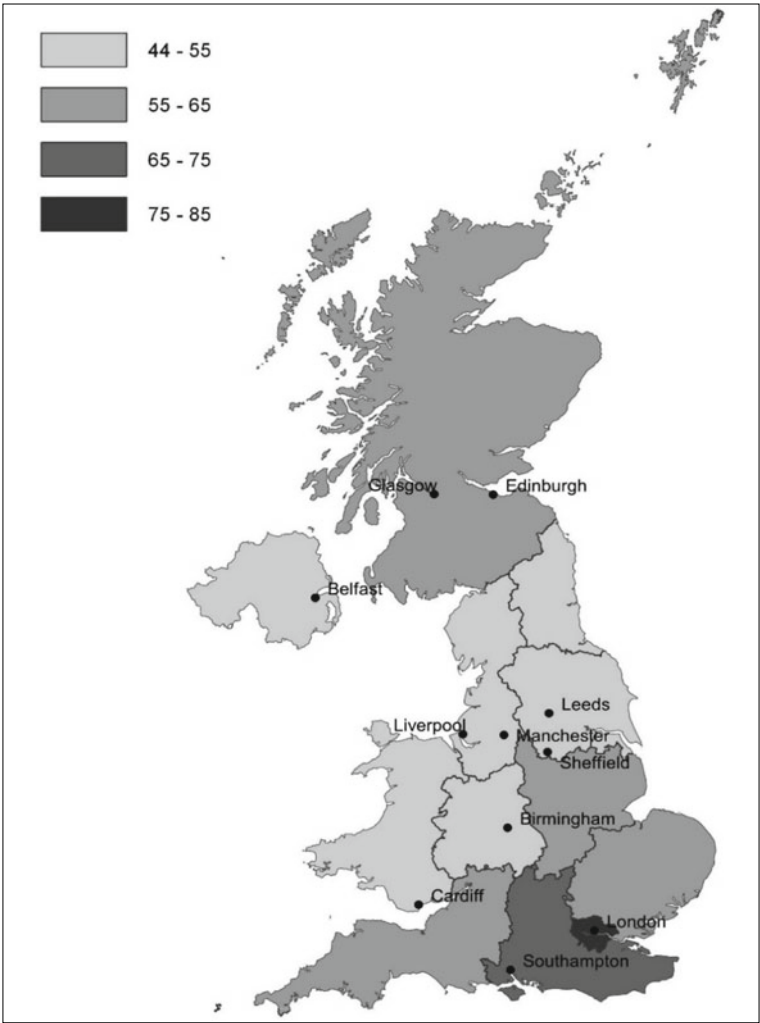 44 - 55
55 - 65
65 - 75
75 - 85
Glasgow
Edinburgh
Belfast
Leeds
Liverpool
Manchester
Sheffield
Birmingham
Cardiff
London
Southampton